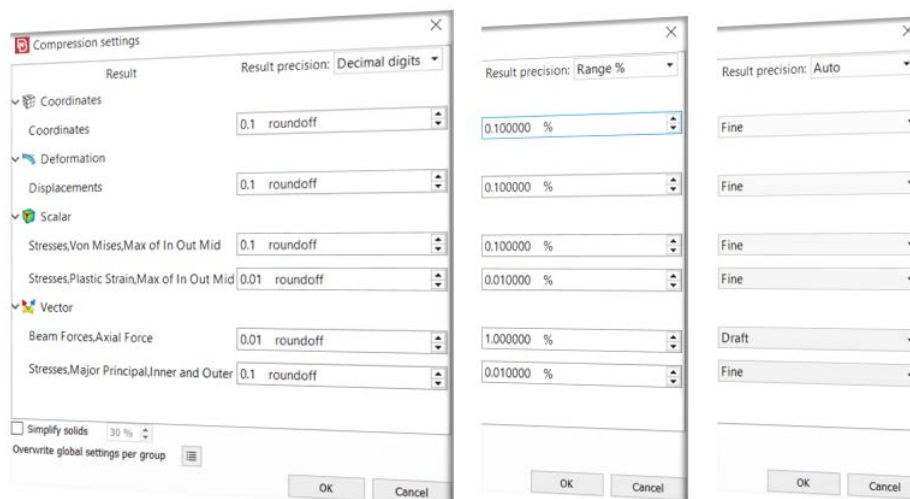 Compression settings
Result
Result precision: Decimal digits
Coordinates
Coordinates
0.1 roundoff
Deformation
Displacements
0.1 roundoff
Scalar
Stresses,Von Mises,Max of In Out Mid
0.1 roundoff
Stresses,Plastic Strain,Max of In Out Mid
0.01 roundoff
Vector
Beam Forces,Axial Force
0.01 roundoff
Stresses,Major Principal,Inner and Outer
0.1 roundoff
Simplify solids
30 %
Overwrite global settings per group
OK
Cancel
Result precision: Range %
0.100000 %
0.100000 %
0.100000 %
0.010000 %
1.000000 %
0.010000 %
OK
Cancel
Result precision: Auto
Fine
Fine
Fine
Fine
Draft
Fine
OK
Cancel